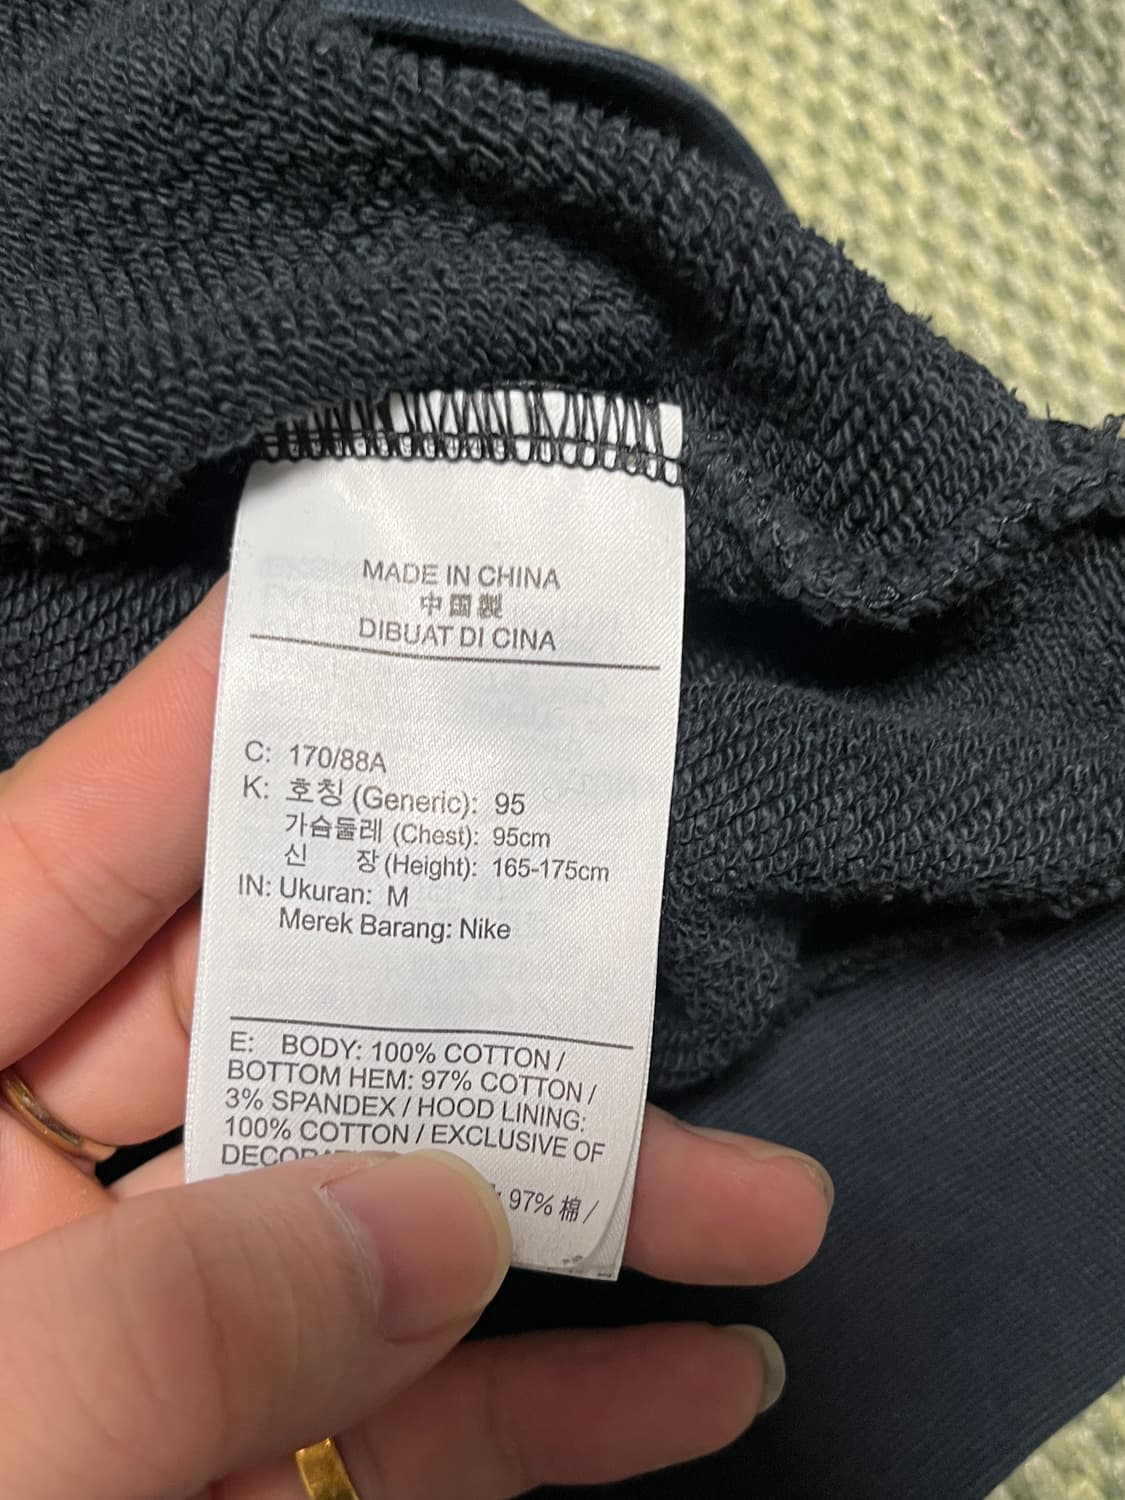 MADE IN CHINA
中国製
DIBUAT DI CINA
C: 170/88A
K: 호칭 (Generic): 95
가슴둘레 (Chest): 95cm
신 장 (Height): 165-175cm
IN: Ukuran: M
Merek Barang: Nike
E: BODY: 100% COTTON /
BOTTOM HEM: 97% COTTON /
3% SPANDEX / HOOD LINING:
100% COTTON / EXCLUSIVE OF
97% 棉 /